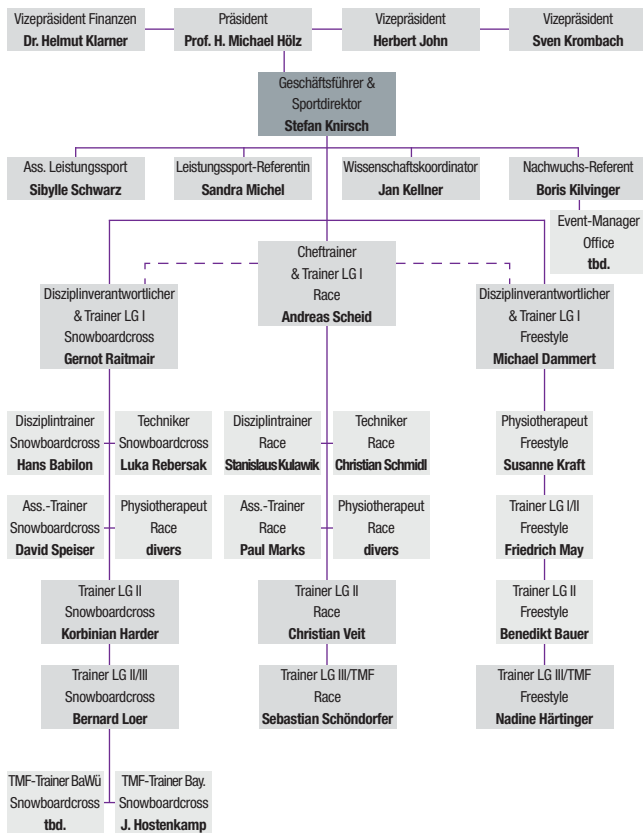 Vizepräsident Finanzen
Dr. Helmut Klarner
Präsident
Prof. H. Michael Hölz
Vizepräsident
Herbert John
Vizepräsident
Sven Krombach
Geschäftsführer &
Sportdirektor
Stefan Knirsch
Ass. Leistungssport
Sibylle Schwarz
Leistungssport-Referentin
Sandra Michel
Wissenschaftskoordinator
Jan Kellner
Nachwuchs-Referent
Boris Kilvinger
Event-Manager
Office
tbd.
Cheftrainer
& Trainer LG I
Race
Andreas Scheid
Disziplinverantwortlicher
& Trainer LG I
Snowboardcross
Gernot Raitmair
Disziplinverantwortlicher
& Trainer LG I
Freestyle
Michael Dammert
Disziplintrainer
Snowboardcross
Hans Babilon
Techniker
Snowboardcross
Luka Rebersak
Disziplintrainer
Race
Stanislaus Kulawik
Techniker
Race
Christian Schmidl
Physiotherapeut
Freestyle
Susanne Kraft
Ass.-Trainer
Snowboardcross
David Speiser
Physiotherapeut
Race
divers
Ass.-Trainer
Race
Paul Marks
Physiotherapeut
Race
divers
Trainer LG I/II
Freestyle
Friedrich May
Trainer LG II
Snowboardcross
Korbinian Harder
Trainer LG II
Race
Christian Veit
Trainer LG II
Freestyle
Benedikt Bauer
Trainer LG II/III
Snowboardcross
Bernard Loer
Trainer LG III/TMF
Race
Sebastian Schöndorfer
Trainer LG III/TMF
Freestyle
Nadine Härtinger
TMF-Trainer BaWü
Snowboardcross
tbd.
TMF-Trainer Bay.
Snowboardcross
J. Hostenkamp